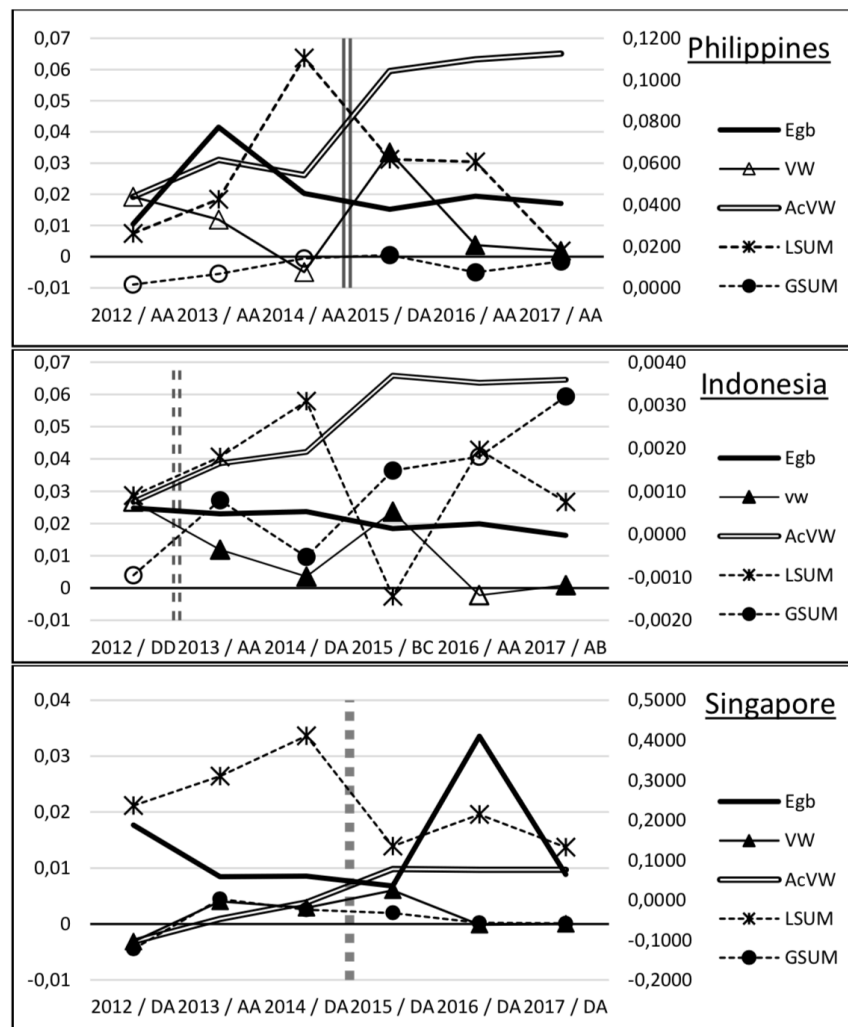 0,07 0,1200 Philippines
0,06 0,1000
0,05 0,0800 Egb
0,04 VW
0,03 0,0600
0,02 0,0400 AcVW
0,01 LSUM
0 0,0200
-0,01 0,0000 GSUM
2012 / AA 2013 / AA 2014 / AA 2015 / DA 2016 / AA 2017 / AA
0,07 0,0040 Indonesia
0,06 0,0030
0,05 0,0020 Egb
0,04 vw
0,03 0,0010
0,02 0,0000 AcVW
0,01 LSUM
0 -0,0010
-0,01 -0,0020 GSUM
2012 / DD 2013 / AA 2014 / DA 2015 / BC 2016 / AA 2017 / AB
0,04 0,5000 Singapore
0,4000
0,03 0,3000 Egb
0,02 0,2000 VW
0,01 0,1000 AcVW
0,0000
0 -0,1000 LSUM
-0,01 -0,2000 GSUM
2012 / DA 2013 / AA 2014 / DA 2015 / DA 2016 / DA 2017 / DA